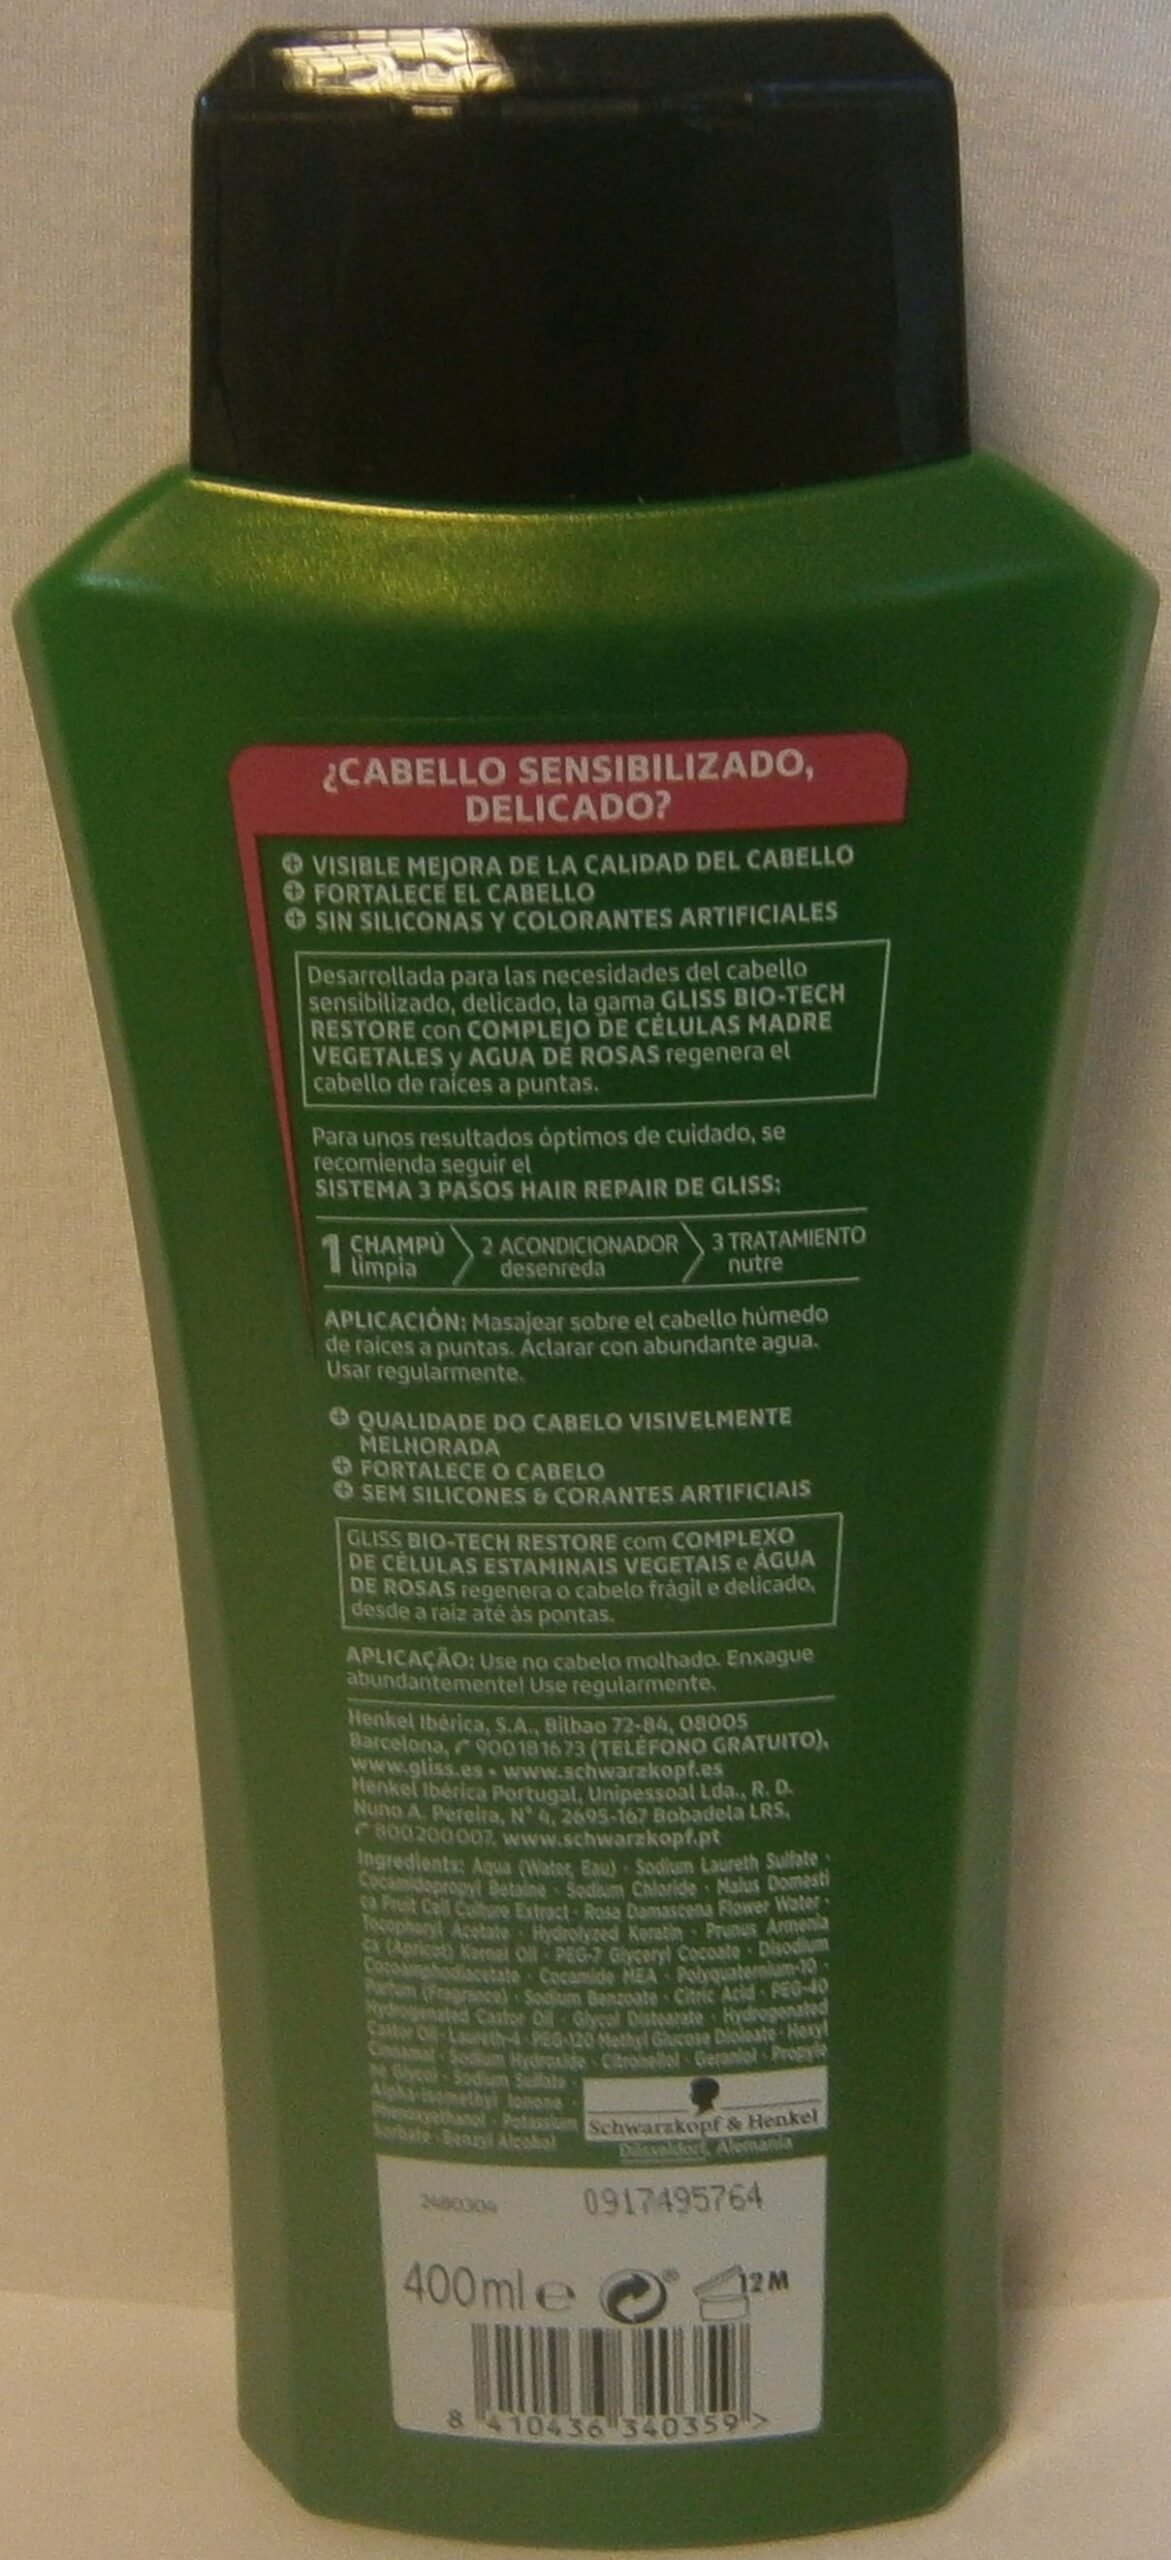 ¿CABELLO SENSIBILIZADO,
DELICADO?
VISIBLE MEJORA DE LA CALIDAD DEL CABELLO
FORTALECE EL CABELLO
SIN SILICONAS Y COLORANTES ARTIFICIALES
Desarrollada para las necesidades del cabello
sensibilizado, delicado, la gama GLISS BIO-TECH
RESTORE con COMPLEJO DE CÉLULAS MADRE
VEGETALES y AGUA DE ROSAS regenera el
cabello de raíces a puntas.
Para unos resultados óptimos de cuidado, se
recomienda seguir el
SISTEMA 3 PASOS HAIR REPAIR DE GLISS:
1 CHAMPÚ 2 ACONDICIONADOR 3 TRATAMIENTO
limpia desenreda nutre
APLICACIÓN: Masajear sobre el cabello húmedo
de raíces a puntas. Aclarar con abundante agua.
Usar regularmente.
QUALIDADE DO CABELO VISIVELMENTE
MELHORADA
FORTALECE O CABELO
SEM SILICONES & CORANTES ARTIFICIAIS
GLISS BIO-TECH RESTORE com COMPLEXO
DE CÉLULAS ESTAMINAIS VEGETAIS e ÁGUA
DE ROSAS regenera o cabelo frágil e delicado,
desde a raiz até às pontas.
APLICAÇÃO: Use no cabelo molhado. Enxague
abundantemente! Use regularmente.
Henkel Ibérica, S.A., Bilbao 72-84, 08005
Barcelona, 900181673 (TELÉFONO GRATUITO),
www.gliss.es • www.schwarzkopf.es
Henkel Ibérica Portugal, Unipessoal Lda., R. D.
Nuno A. Pereira, N° 4, 2695-167 Bobadela LRS,
800200007, www.schwarzkopf.pt
Ingredients: Aqua (Water, Eau) · Sodium Laureth Sulfate ·
Cocamidopropyl Betaine · Sodium Chloride · Malus Domesti
ca Fruit Cell Culture Extract · Rosa Damascena Flower Water ·
Tocopheryl Acetate · Hydrolyzed Keratin · Prunus Armenia
ca (Apricot) Kernel Oil · PEG-7 Glyceryl Cocoate · Disodium
Cocoamphodiacetate · Cocamide MEA · Polyquaternium-10 ·
Parfum (Fragrance) · Sodium Benzoate · Citric Acid · PEG-40
Hydrogenated Castor Oil · Glycol Distearate · Hydrogenated
Castor Oil · Laureth-4 · PEG-120 Methyl Glucose Dioleate · Hexyl
Cinnamal · Sodium Hydroxide · Citronellol · Geraniol · Propyle
ne Glycol · Sodium Sulfate ·
Alpha-Isomethyl Ionone ·
Phenoxyethanol · Potassium
Sorbate · Benzyl Alcohol
Schwarzkopf & Henkel
Düsseldorf, Alemania
0917495764
400ml e 12M
8 410436 340359 >